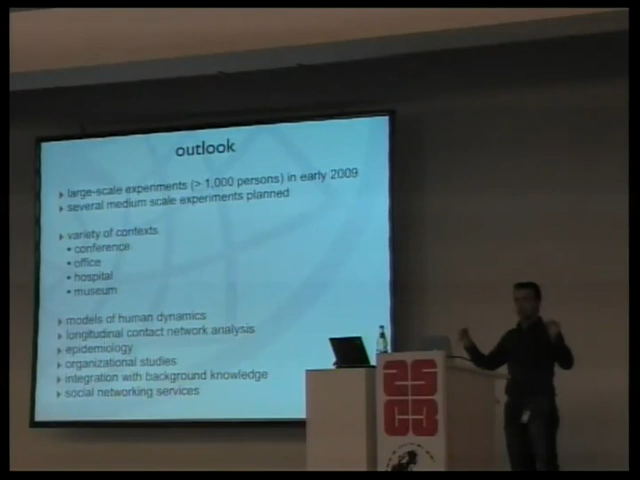 outlook
large-scale experiments (> 1,000 persons) in early 2009
several medium scale experiments planned
variety of contexts
• conference
• office
• hospital
• museum
models of human dynamics
longitudinal contact network analysis
epidemiology
organizational studies
integration with background knowledge
social networking services
25
C3